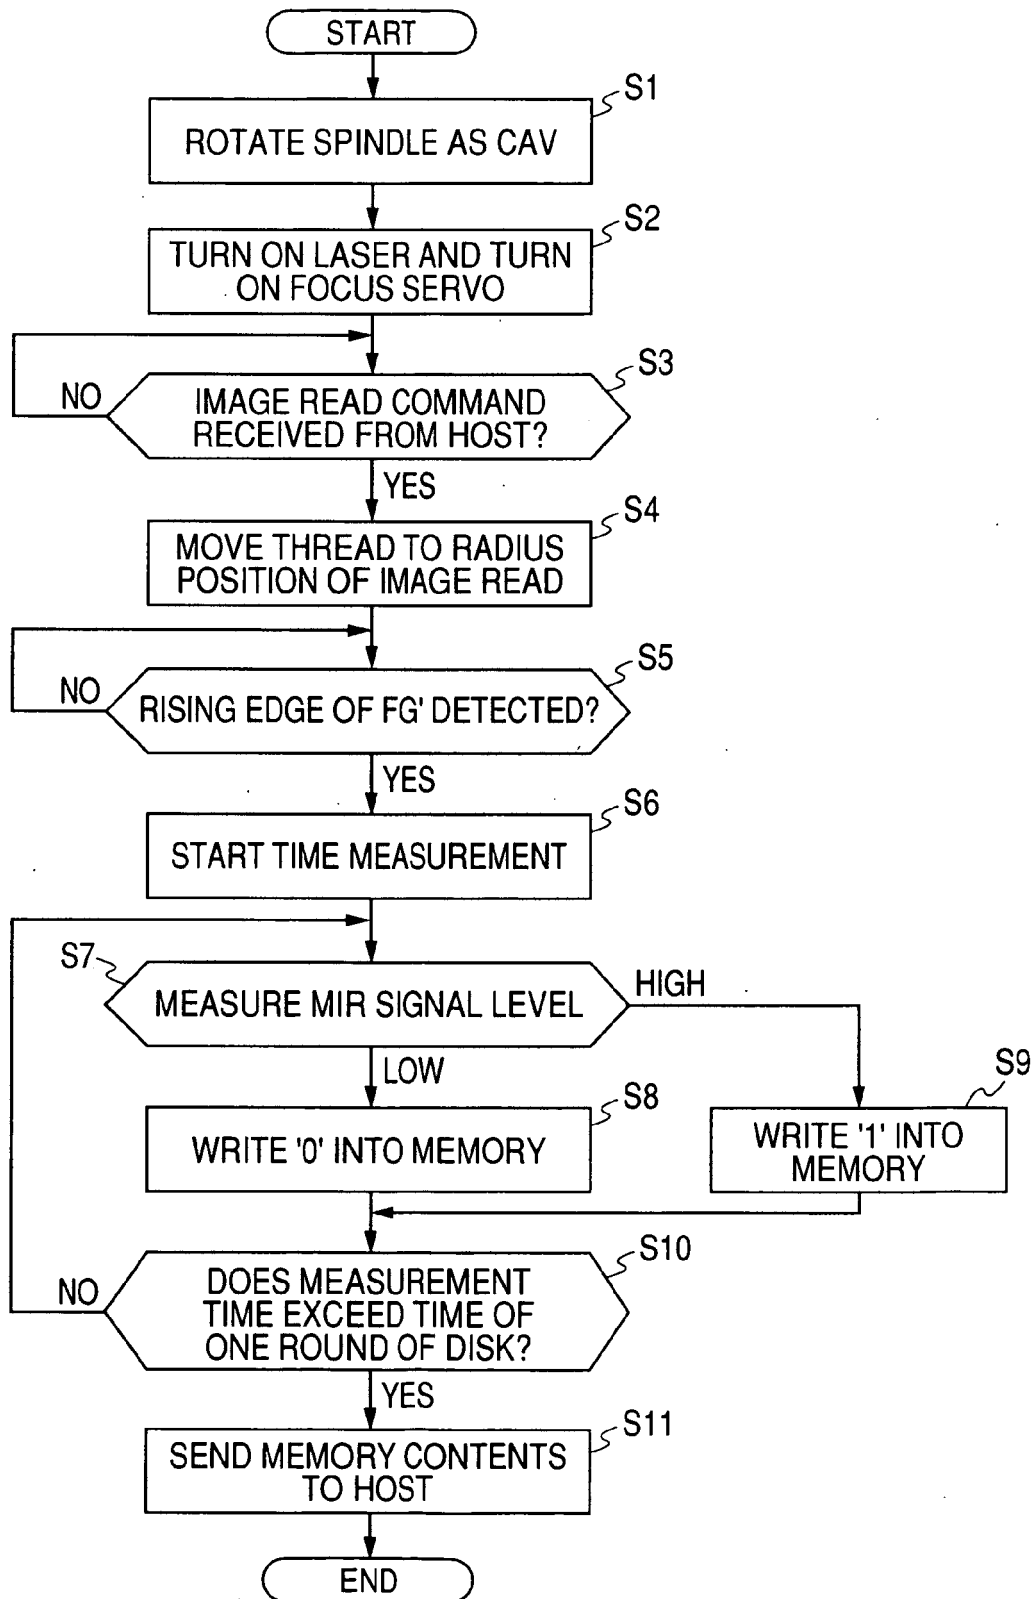 START
S1
ROTATE SPINDLE AS CAV
S2
TURN ON LASER AND TURN
ON FOCUS SERVO
S3
NO
IMAGE READ COMMAND
RECEIVED FROM HOST?
YES
S4
MOVE THREAD TO RADIUS
POSITION OF IMAGE READ
S5
NO
RISING EDGE OF FG' DETECTED?
YES
S6
START TIME MEASUREMENT
S7
MEASURE MIR SIGNAL LEVEL
HIGH
LOW
S8
WRITE '0' INTO MEMORY
S9
WRITE '1' INTO
MEMORY
S10
NO
DOES MEASUREMENT
TIME EXCEED TIME OF
ONE ROUND OF DISK?
YES
S11
SEND MEMORY CONTENTS
TO HOST
END